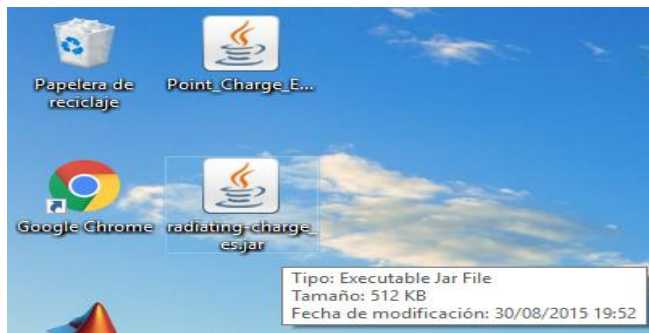 Papelera de
reciclaje
Point_Charge_E...
Google Chrome
radiating-charge_
es.jar
Tipo: Executable Jar File
Tamaño: 512 KB
Fecha de modificación: 30/08/2015 19:52